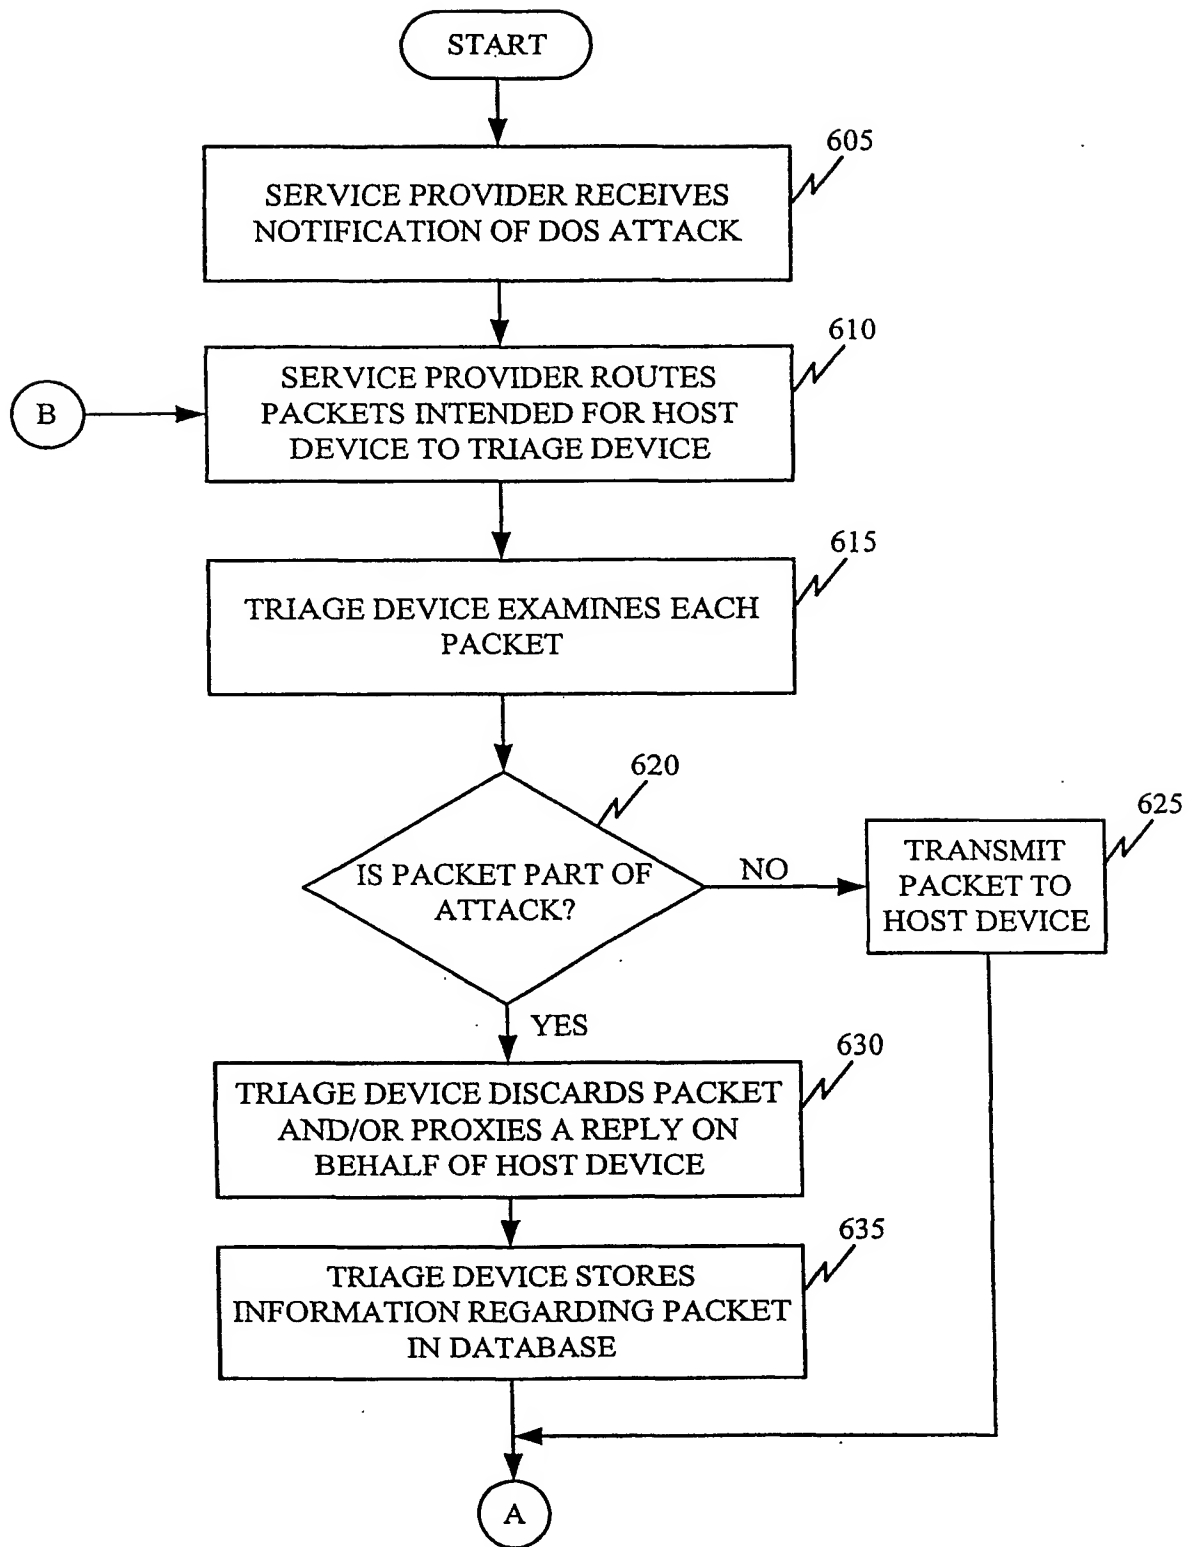 START
605
SERVICE PROVIDER RECEIVES
NOTIFICATION OF DOS ATTACK
610
B
SERVICE PROVIDER ROUTES
PACKETS INTENDED FOR HOST
DEVICE TO TRIAGE DEVICE
615
TRIAGE DEVICE EXAMINES EACH
PACKET
620
IS PACKET PART OF
ATTACK?
NO
625
TRANSMIT
PACKET TO
HOST DEVICE
YES
630
TRIAGE DEVICE DISCARDS PACKET
AND/OR PROXIES A REPLY ON
BEHALF OF HOST DEVICE
635
TRIAGE DEVICE STORES
INFORMATION REGARDING PACKET
IN DATABASE
A